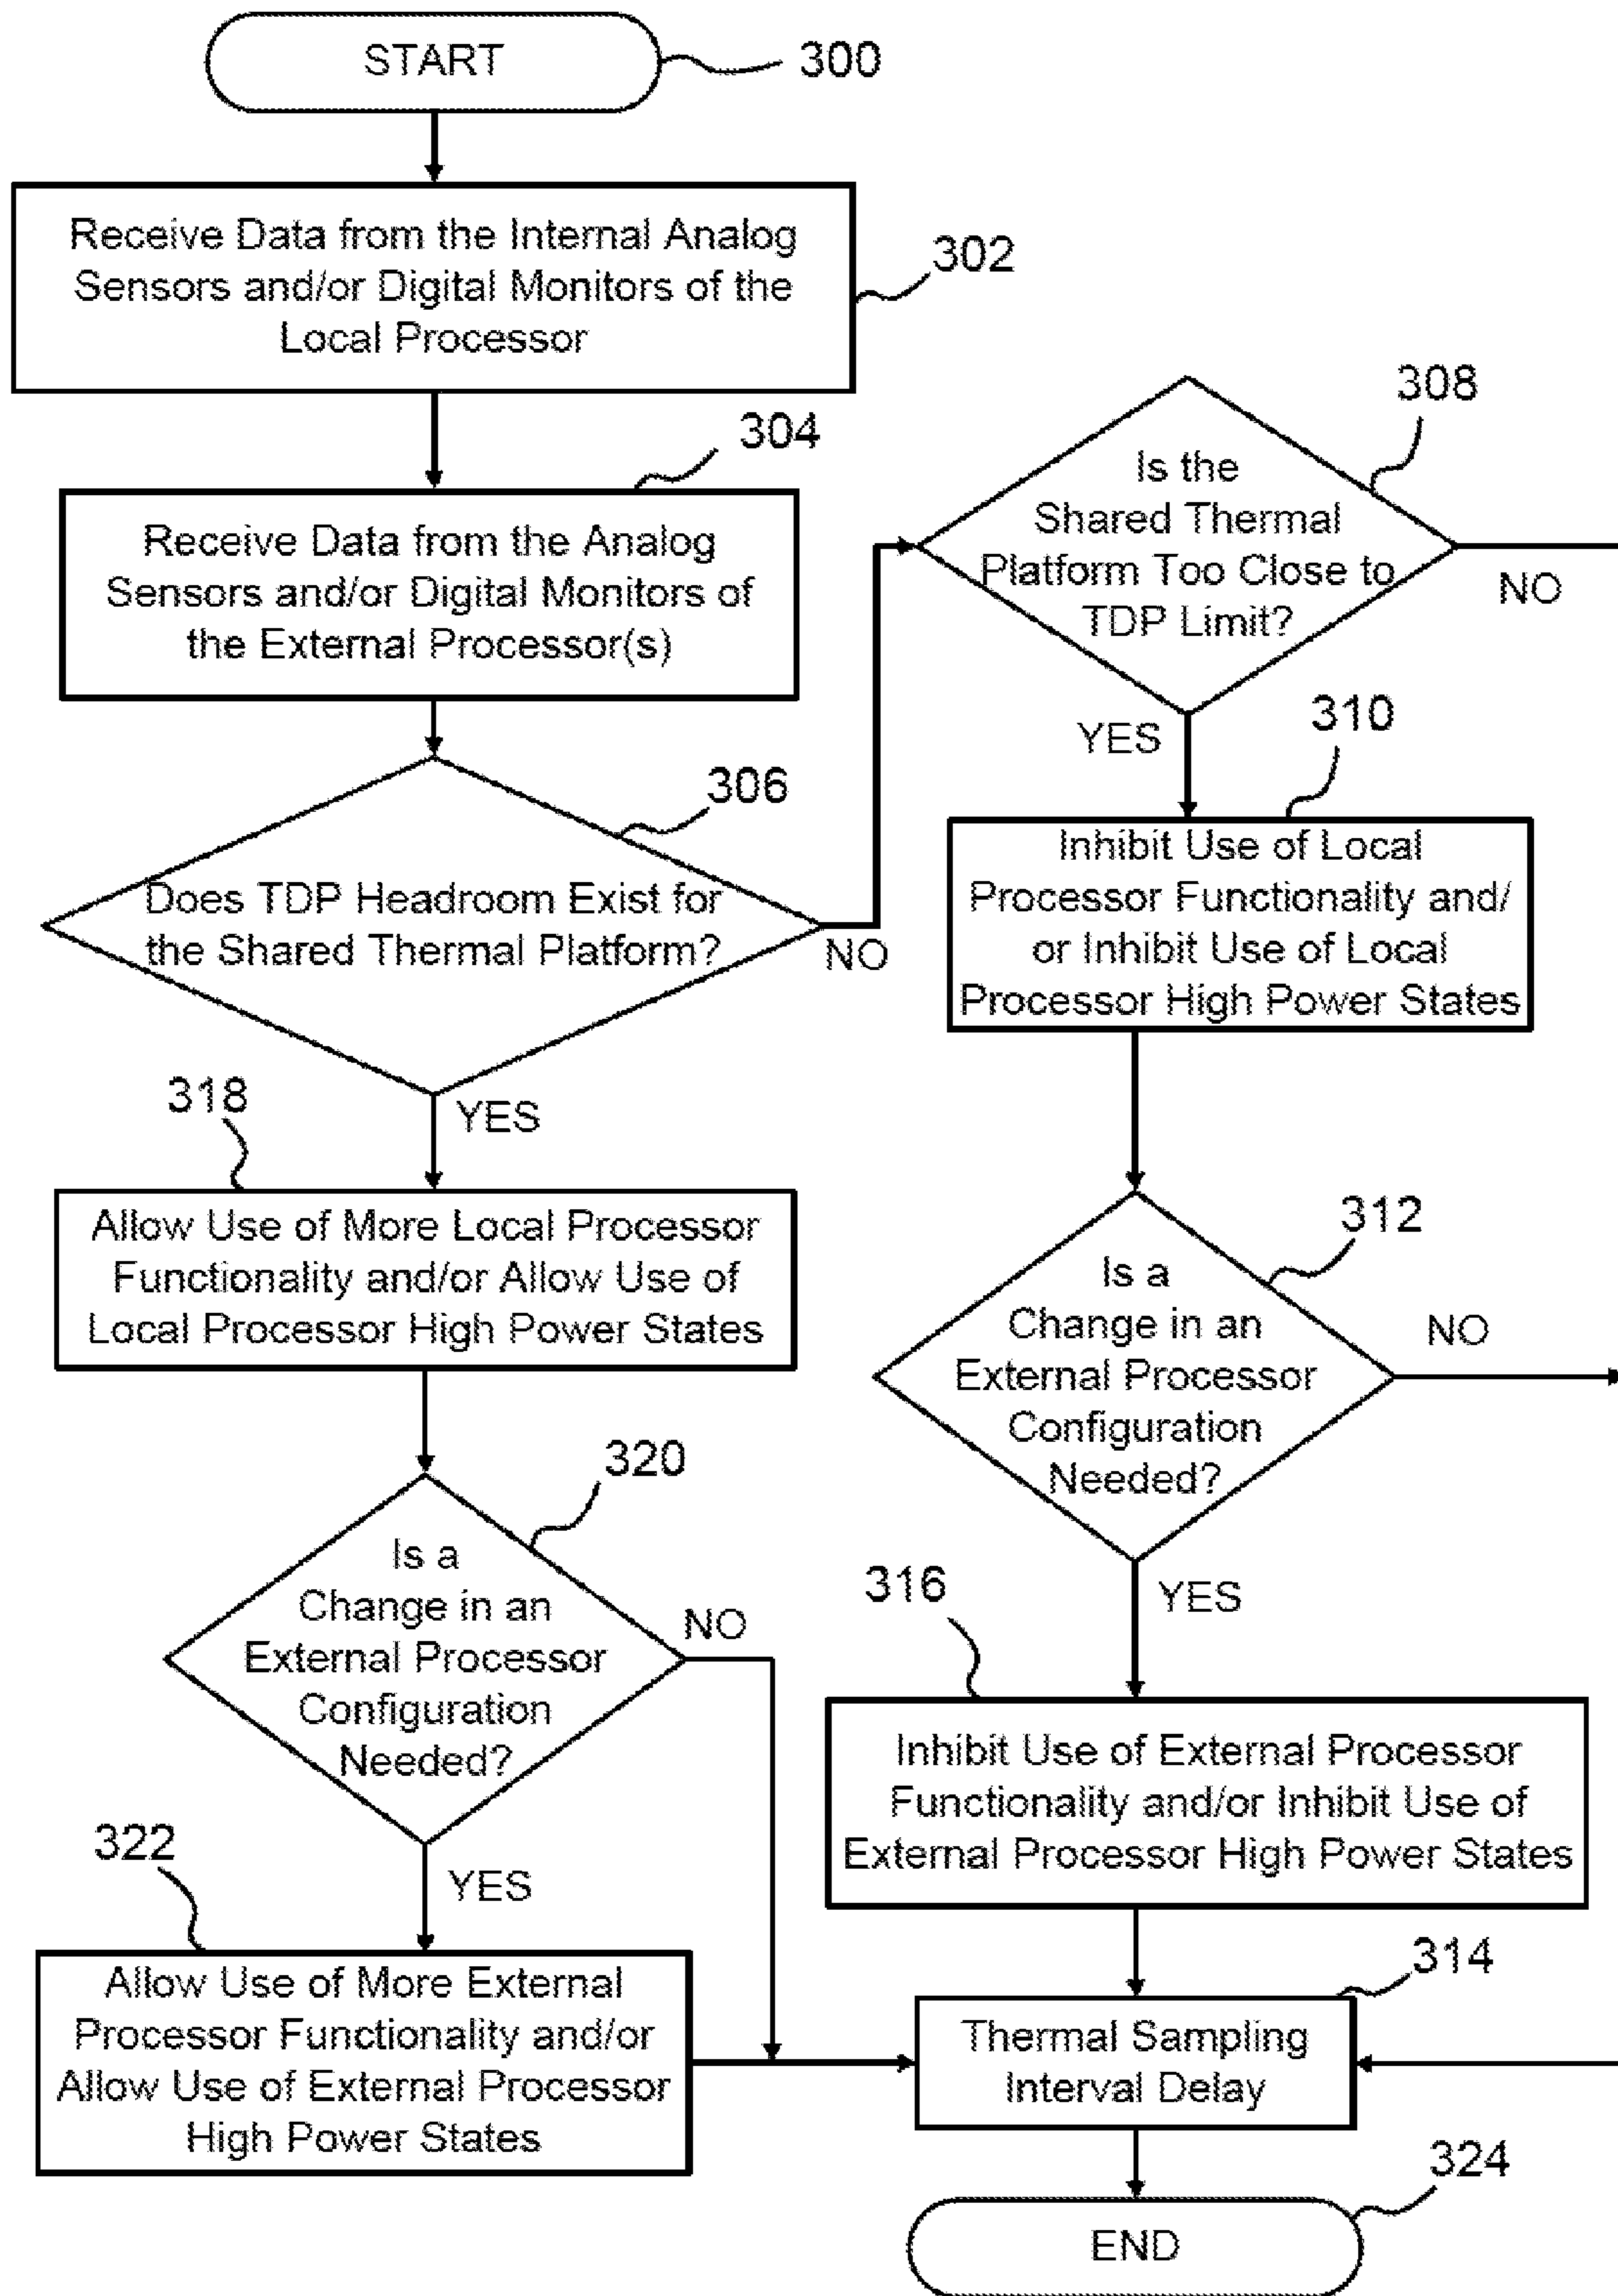 START
300
Receive Data from the Internal Analog
Sensors and/or Digital Monitors of the
Local Processor
302
304
Receive Data from the Analog
Sensors and/or Digital Monitors of
the External Processor(s)
306
Does TDP Headroom Exist for
the Shared Thermal Platform?
NO
YES
308
Is the
Shared Thermal
Platform Too Close to
TDP Limit?
NO
YES
310
Inhibit Use of Local
Processor Functionality and/
or Inhibit Use of Local
Processor High Power States
312
Is a
Change in an
External Processor
Configuration
Needed?
NO
YES
316
Inhibit Use of External Processor
Functionality and/or Inhibit Use of
External Processor High Power States
318
Allow Use of More Local Processor
Functionality and/or Allow Use of
Local Processor High Power States
320
Is a
Change in an
External Processor
Configuration
Needed?
NO
YES
322
Allow Use of More External
Processor Functionality and/or
Allow Use of External Processor
High Power States
314
Thermal Sampling
Interval Delay
324
END